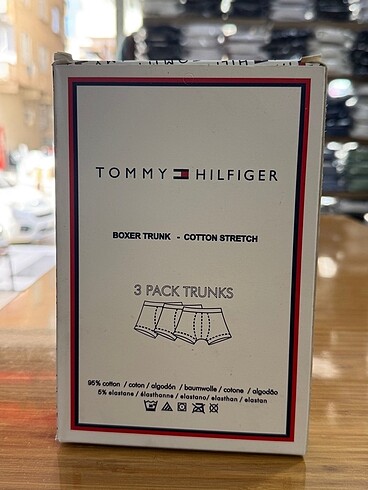 TOMMY HILFIGER
BOXER TRUNK - COTTON STRETCH
3 PACK TRUNKS
95% cotton / coton / algodón / baumwolle / cotone / algodão
5% elastane / élasthanne / elastano/ elasthan / elastan